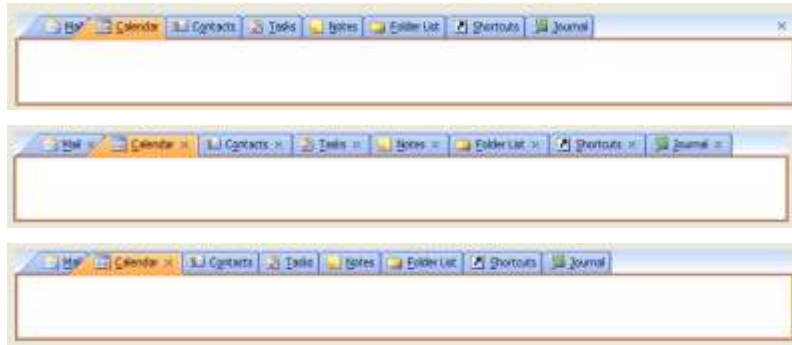 Mail Calendar Contacts Tasks Notes Folder List Shortcuts Journal ×
Mail × Calendar × Contacts × Tasks × Notes × Folder List × Shortcuts × Journal ×
Mail Calendar × Contacts Tasks Notes Folder List Shortcuts Journal